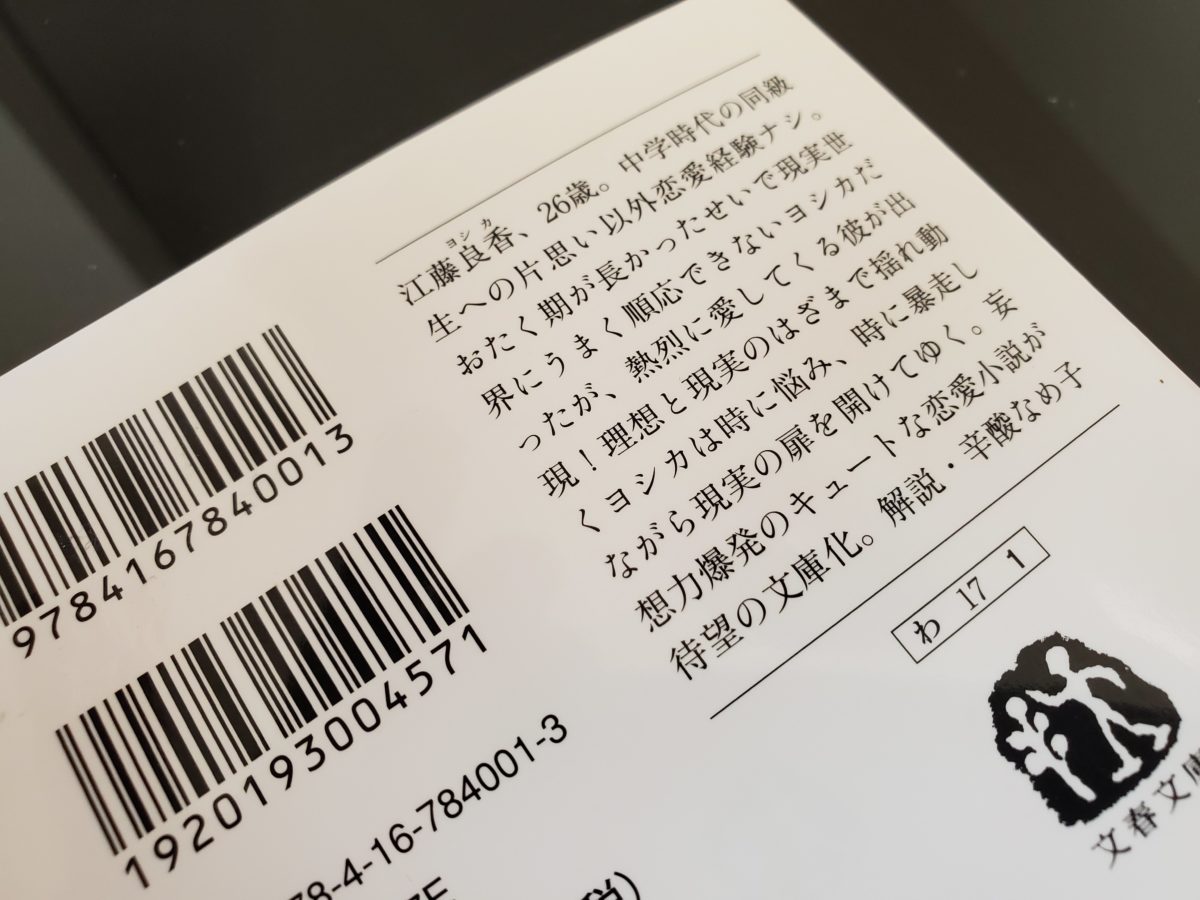 ヨシカ
江藤良香、26歳。中学時代の同級
生への片思い以外恋愛経験ナシ。
おたく期が長かったせいで現実世
界にうまく順応できないヨシカだ
ったが、熱烈に愛してくる彼が出
現！理想と現実のはざまで揺れ動
くヨシカは時に悩み、時に暴走し
ながら現実の扉を開けてゆく。妄
想力爆発のキュートな恋愛小説が
待望の文庫化。解説・辛酸なめ子
わ 17 1
文春文庫
9784167840013
1920193004571
78-4-16-784001-3